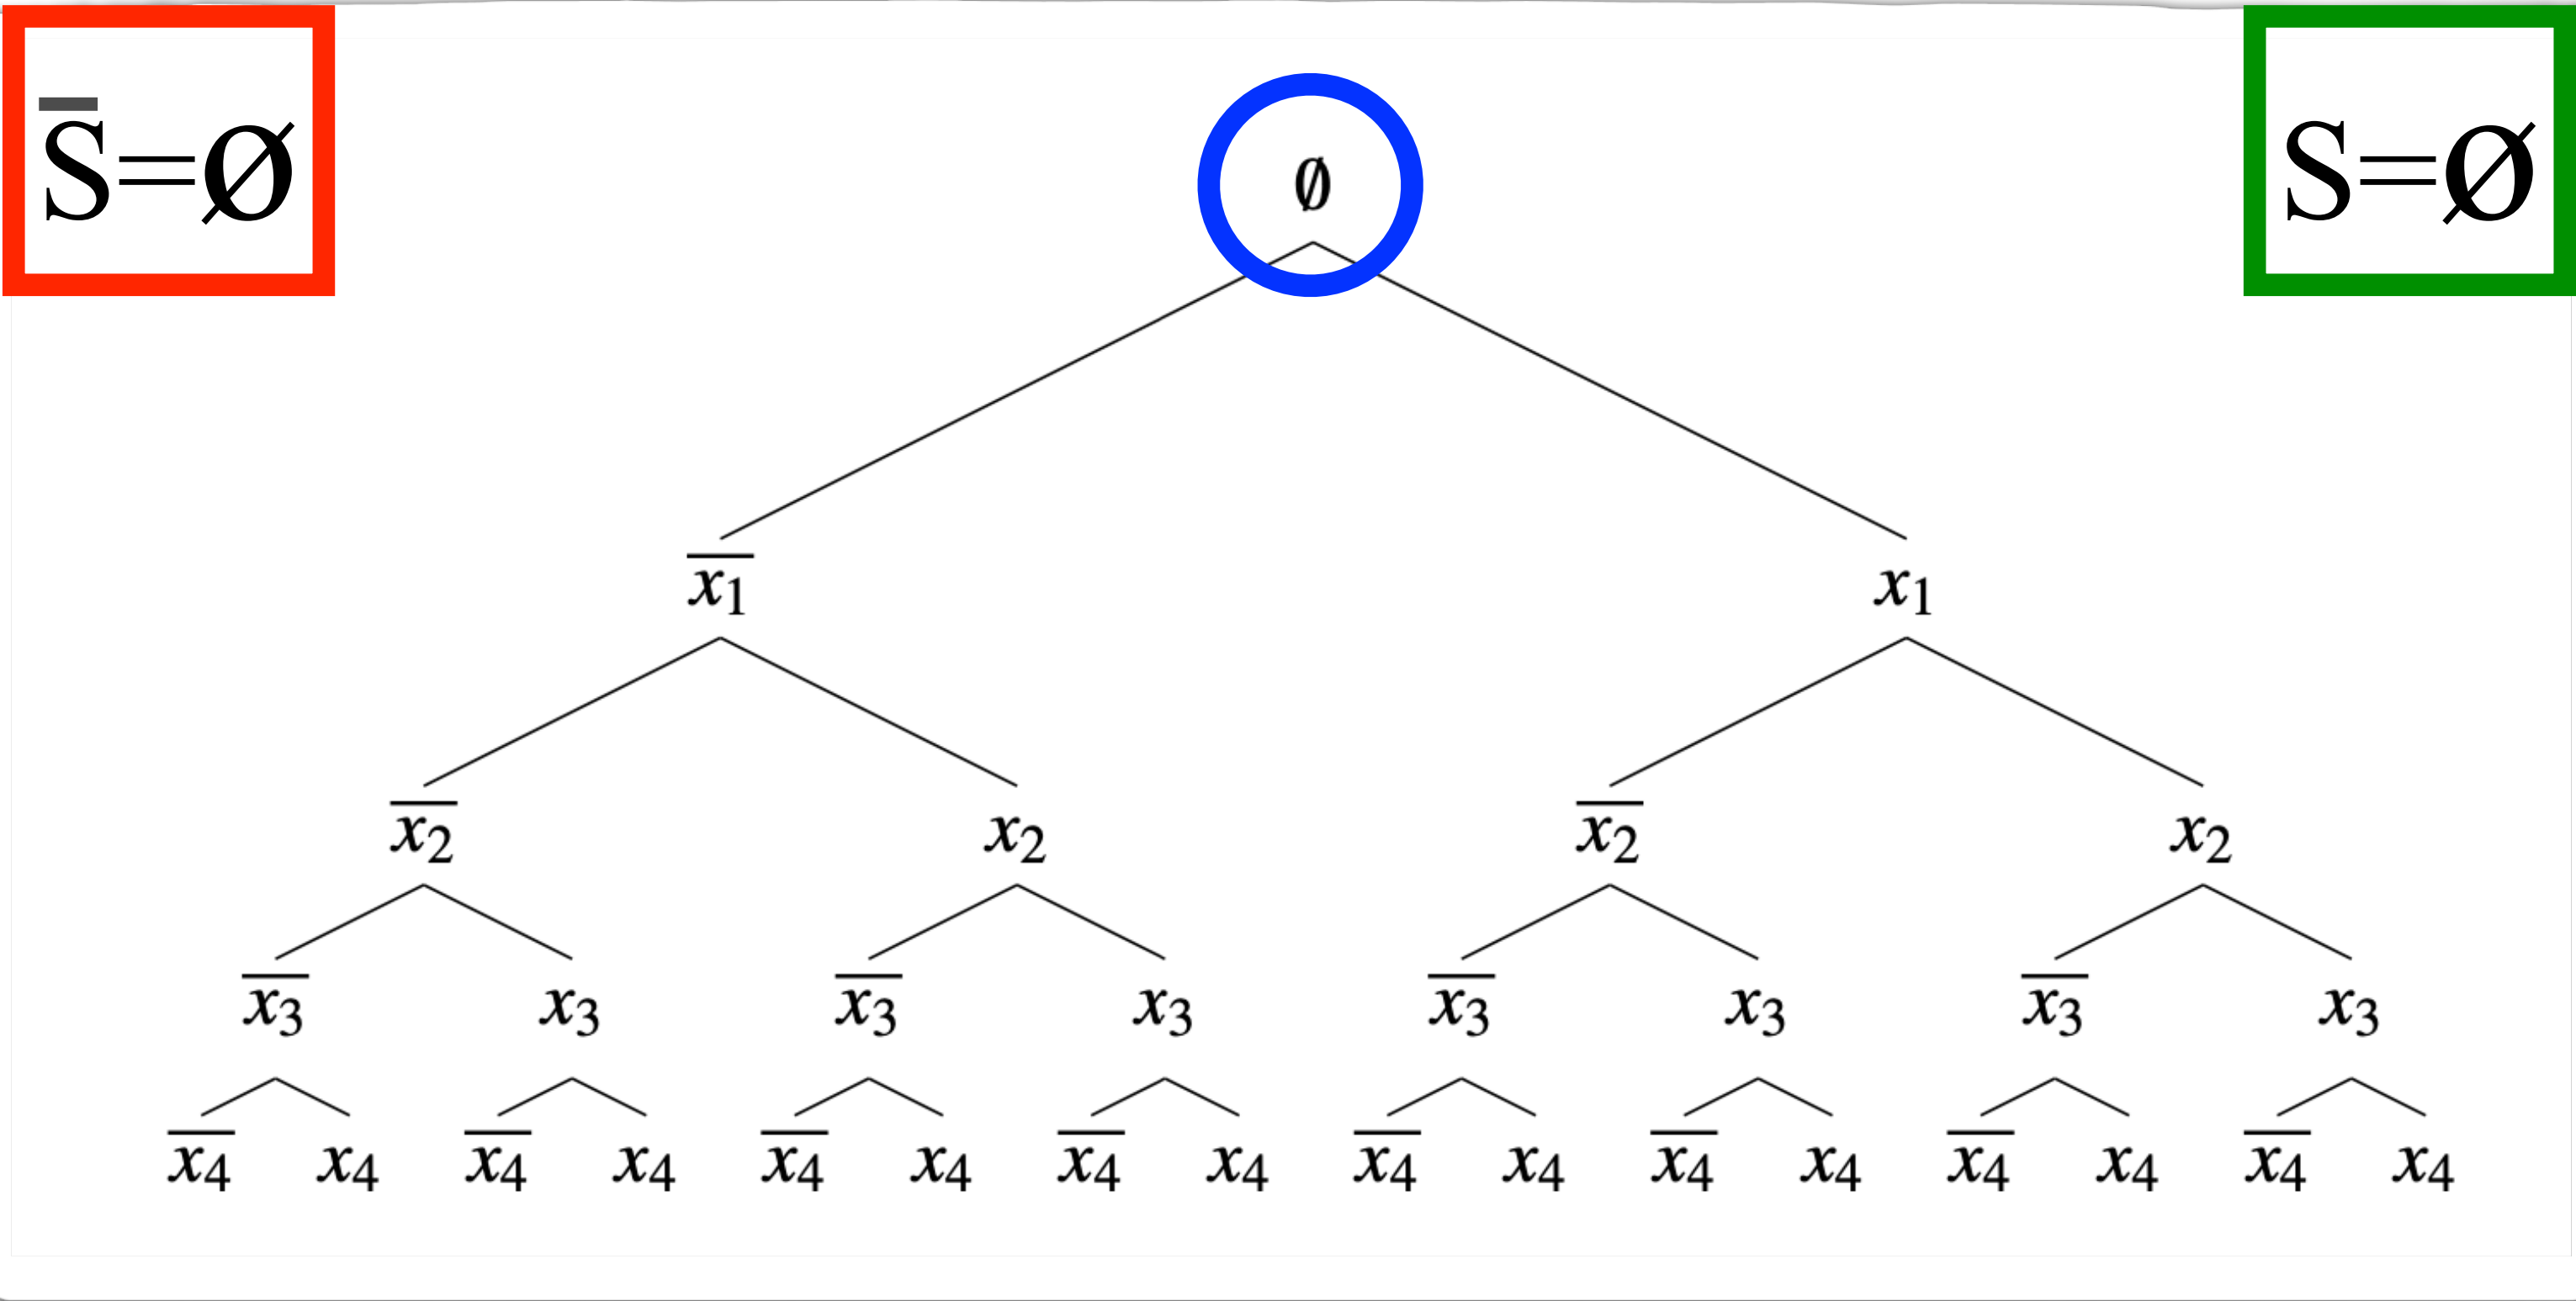 S̅=Ø ∅ S=Ø
x̅₁ x₁
x̅₂ x₂ x̅₂ x₂
x̅₃ x₃ x̅₃ x₃ x̅₃ x₃ x̅₃ x₃
x̅₄ x₄ x̅₄ x₄ x̅₄ x₄ x̅₄ x₄ x̅₄ x₄ x̅₄ x₄ x̅₄ x₄ x̅₄ x₄